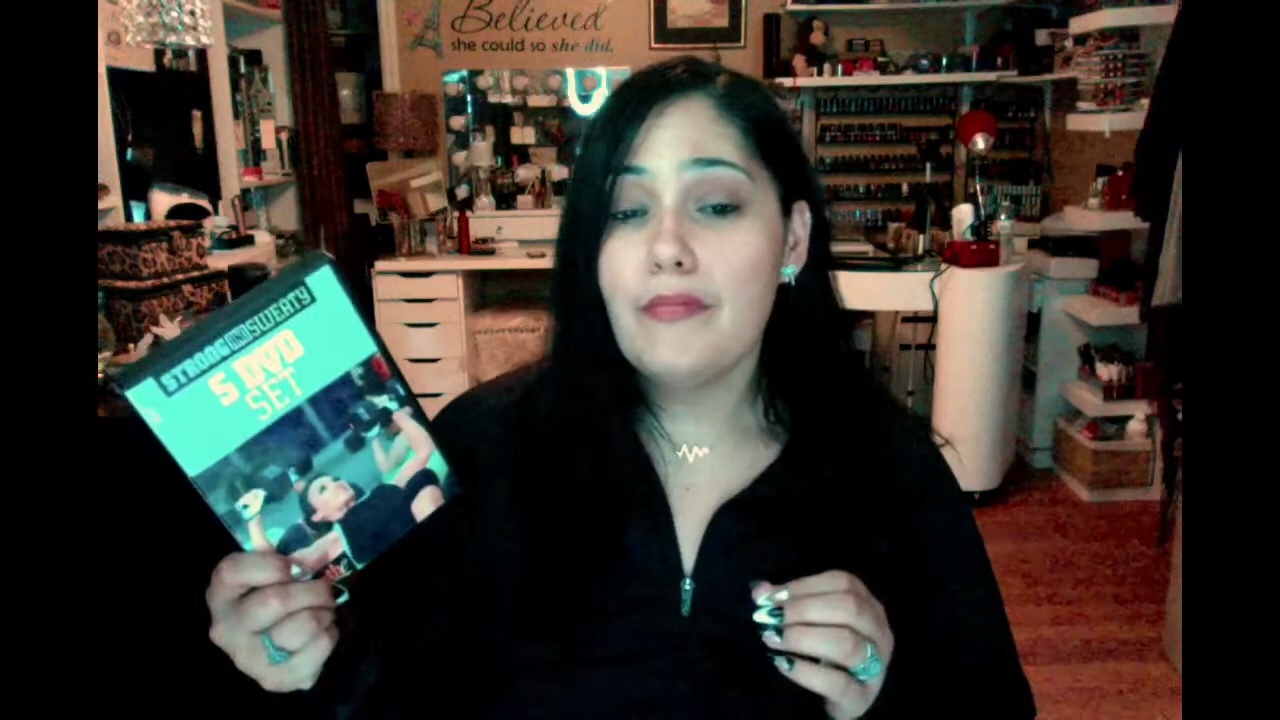 Believed
she could so she did.
STRONG AND SWEATY
5 DVD
SET